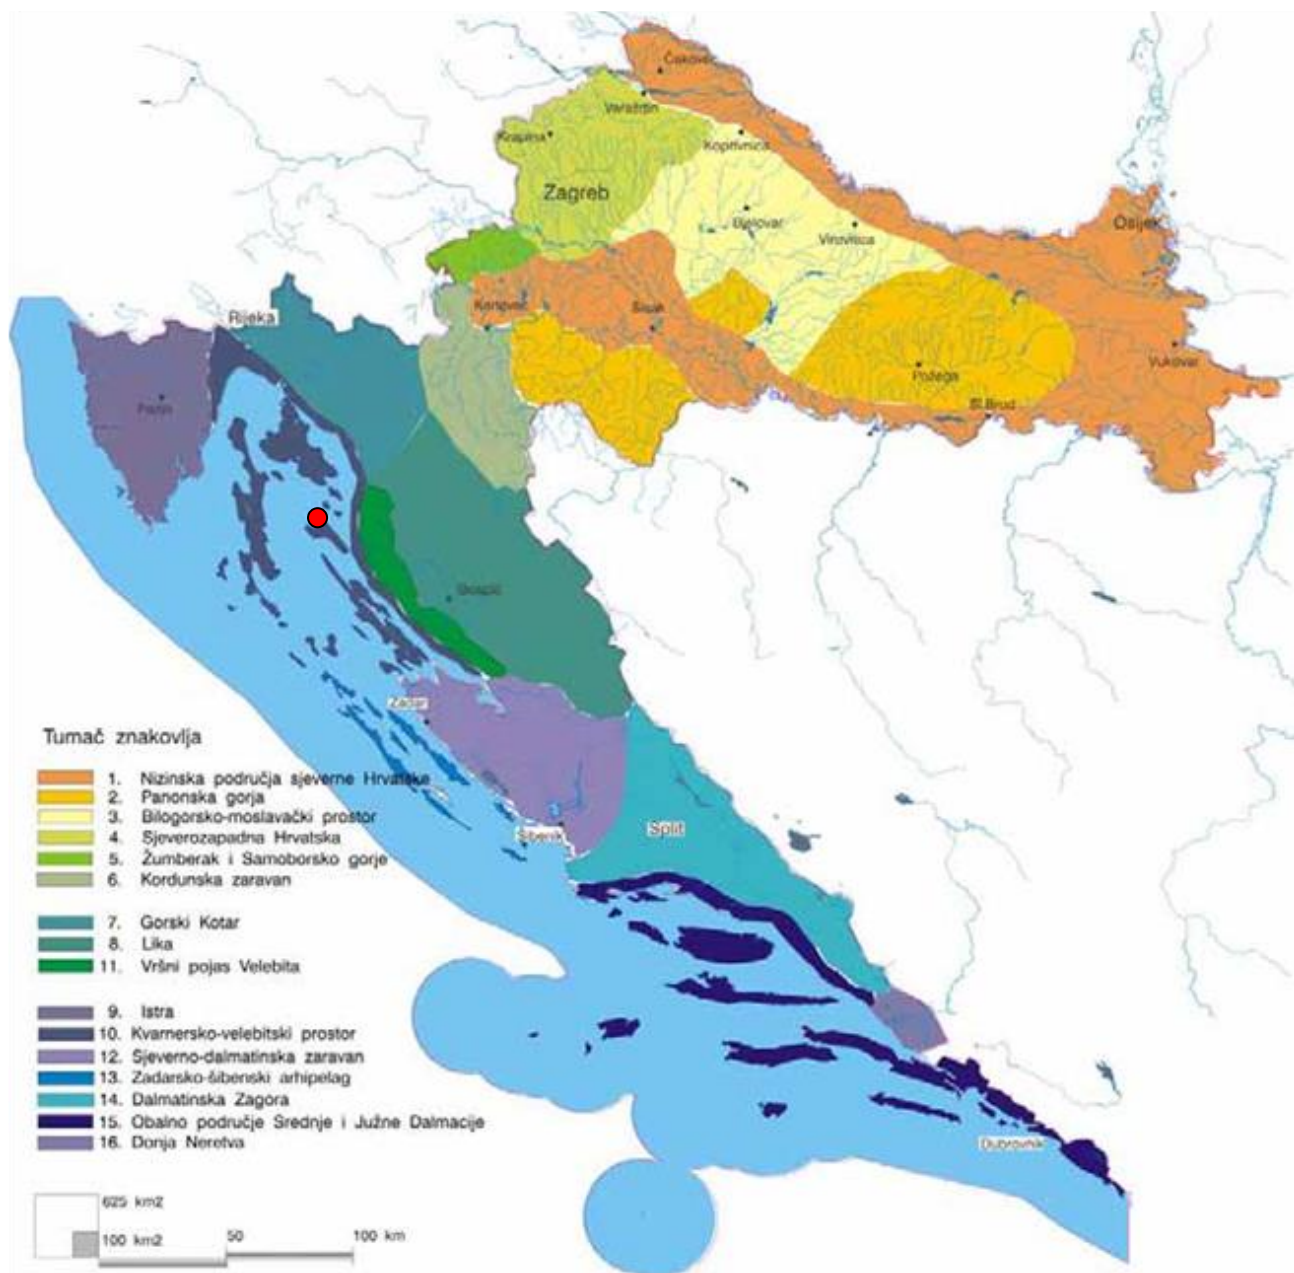 Čakovec
Varaždin
Krapina
Koprivnica
Zagreb
Bjelovar
Virovitica
Osijek
Karlovac
Sisak
Rijeka
Vukovar
Požega
Pazin
Sl.Brod
Gospić
Zadar
Šibenik
Split
Dubrovnik
Tumač znakovlja
1. Nizinska područja sjeverne Hrvatske
2. Panonska gorja
3. Bilogorsko-moslavački prostor
4. Sjeverozapadna Hrvatska
5. Žumberak i Samoborsko gorje
6. Kordunska zaravan
7. Gorski Kotar
8. Lika
11. Vršni pojas Velebita
9. Istra
10. Kvarnersko-velebitski prostor
12. Sjeverno-dalmatinska zaravan
13. Zadarsko-šibenski arhipelag
14. Dalmatinska Zagora
15. Obalno područje Srednje i Južne Dalmacije
16. Donja Neretva
625 km2
100 km2
50
100 km